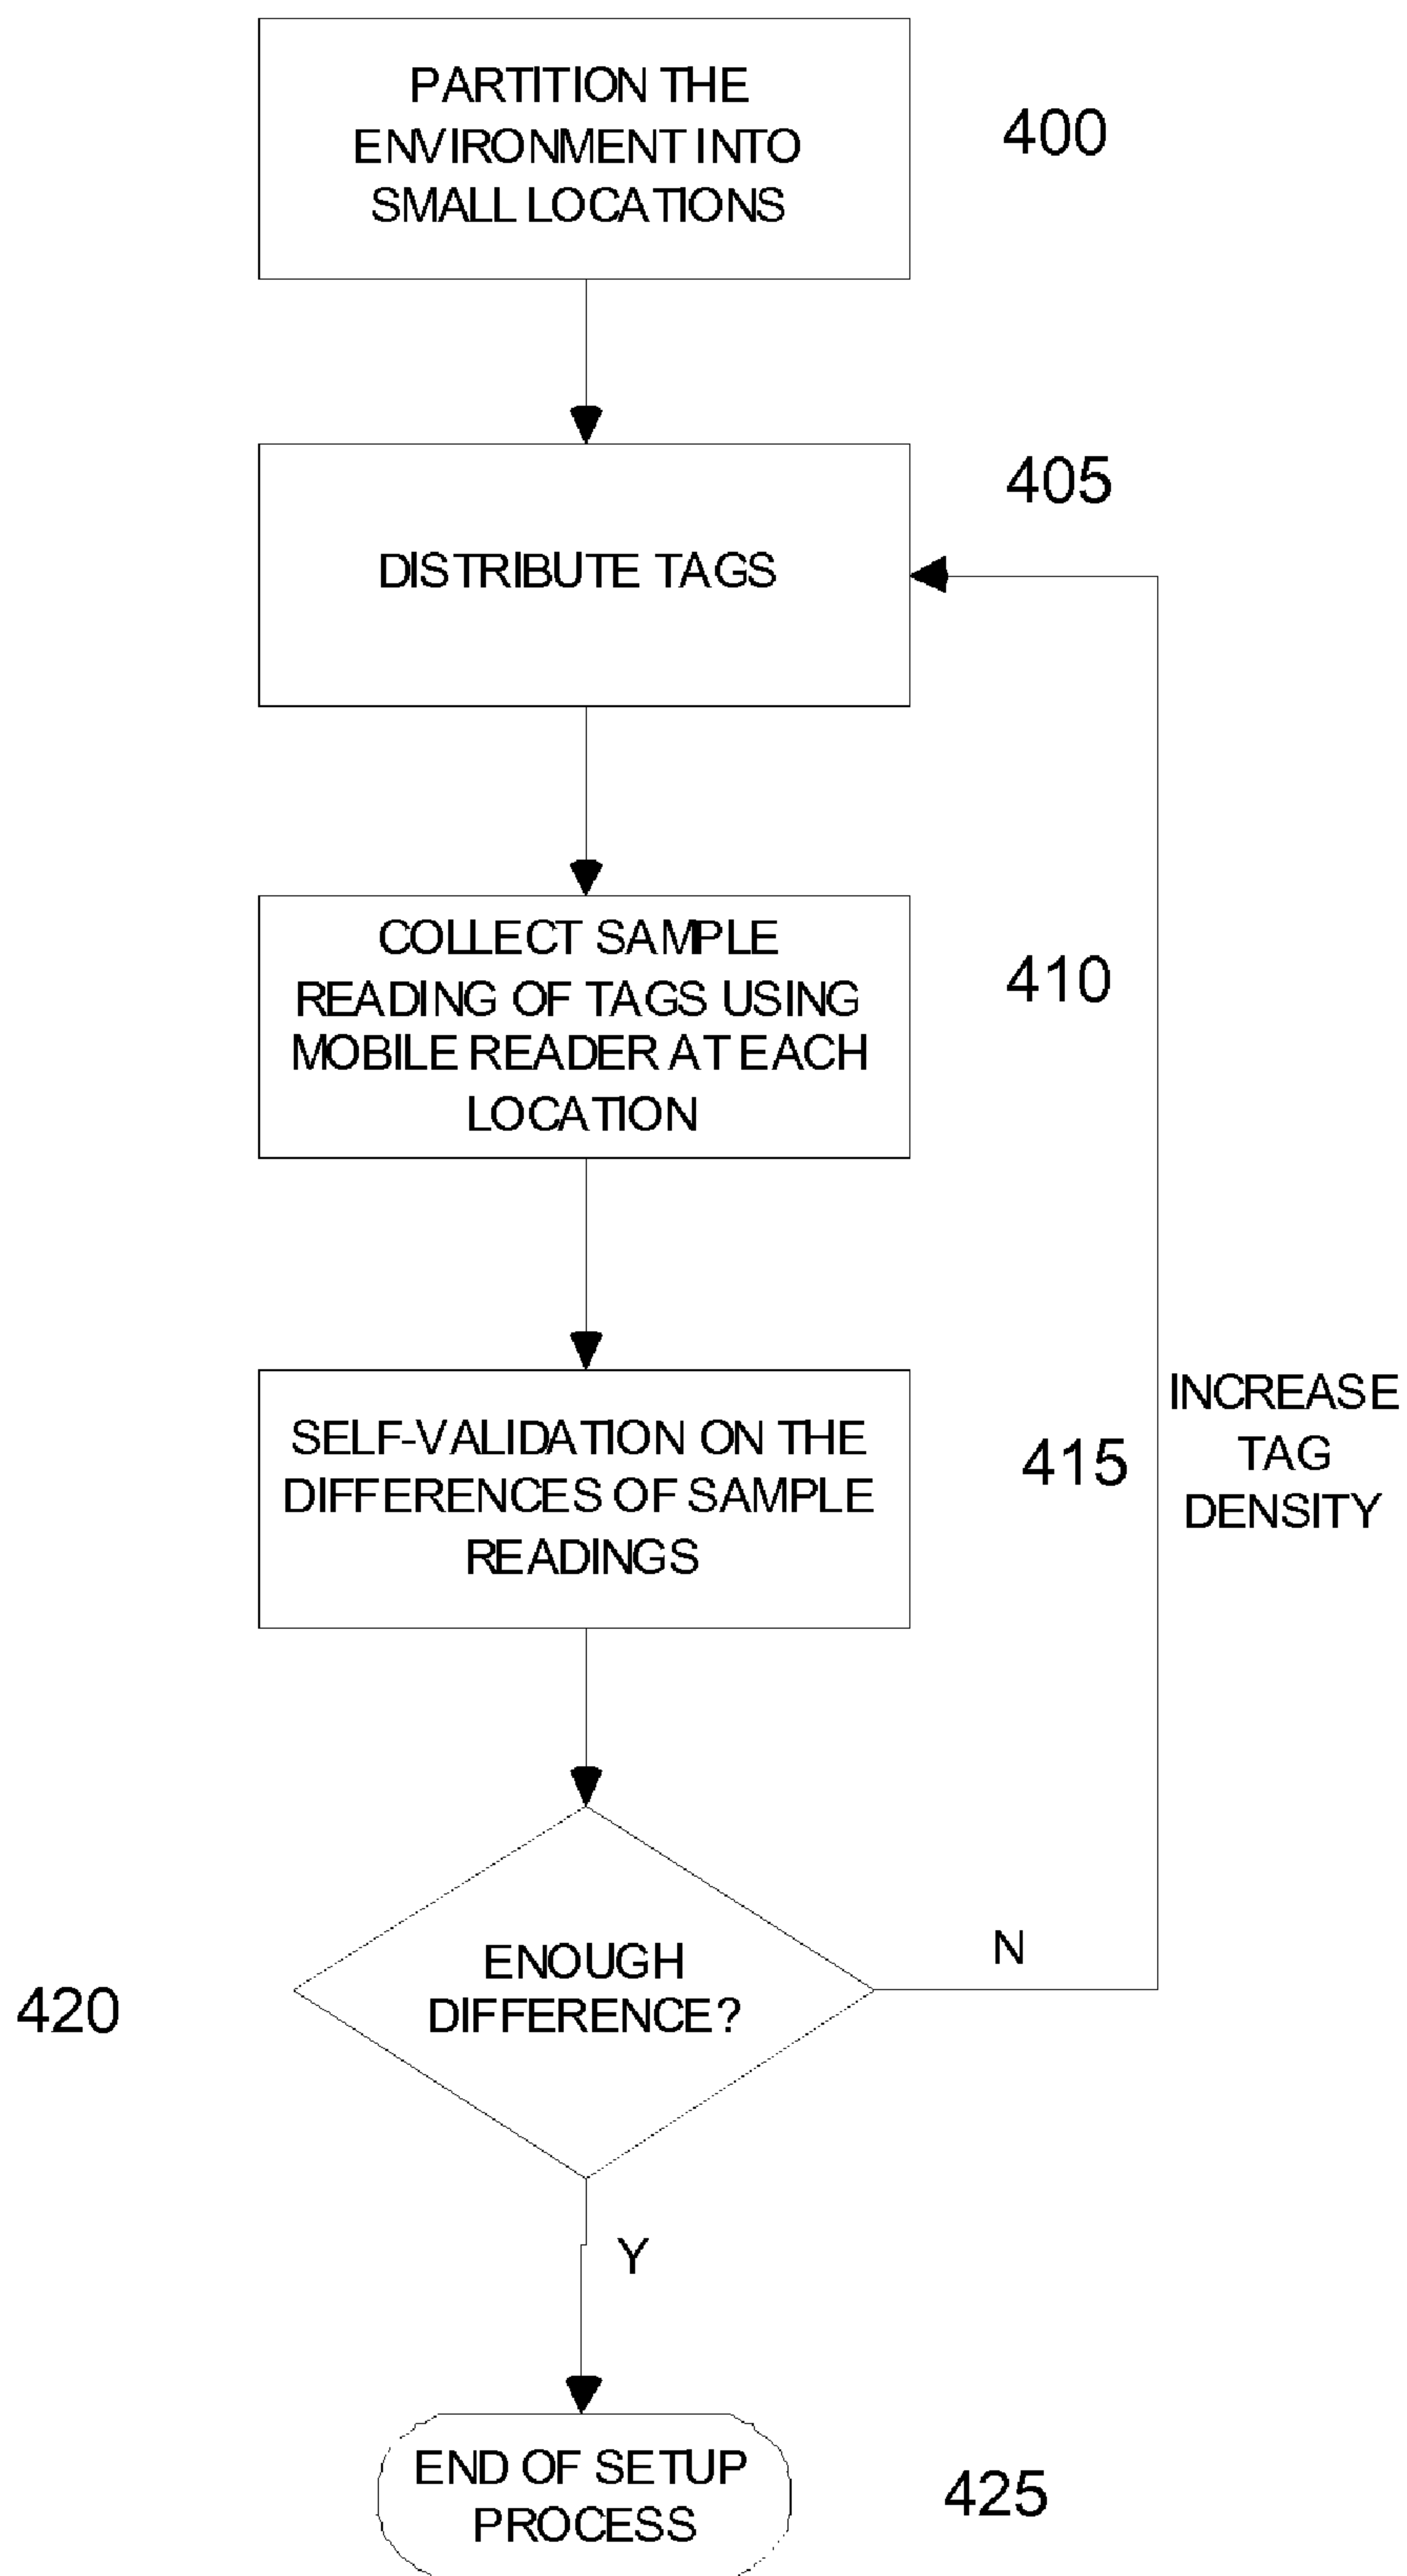 PARTITION THE
ENVIRONMENT INTO
SMALL LOCATIONS
400
405
DISTRIBUTE TAGS
COLLECT SAMPLE
READING OF TAGS USING
MOBILE READER AT EACH
LOCATION
410
INCREASE
TAG
DENSITY
SELF-VALIDATION ON THE
DIFFERENCES OF SAMPLE
READINGS
415
ENOUGH
DIFFERENCE?
N
420
Y
END OF SETUP
PROCESS
425